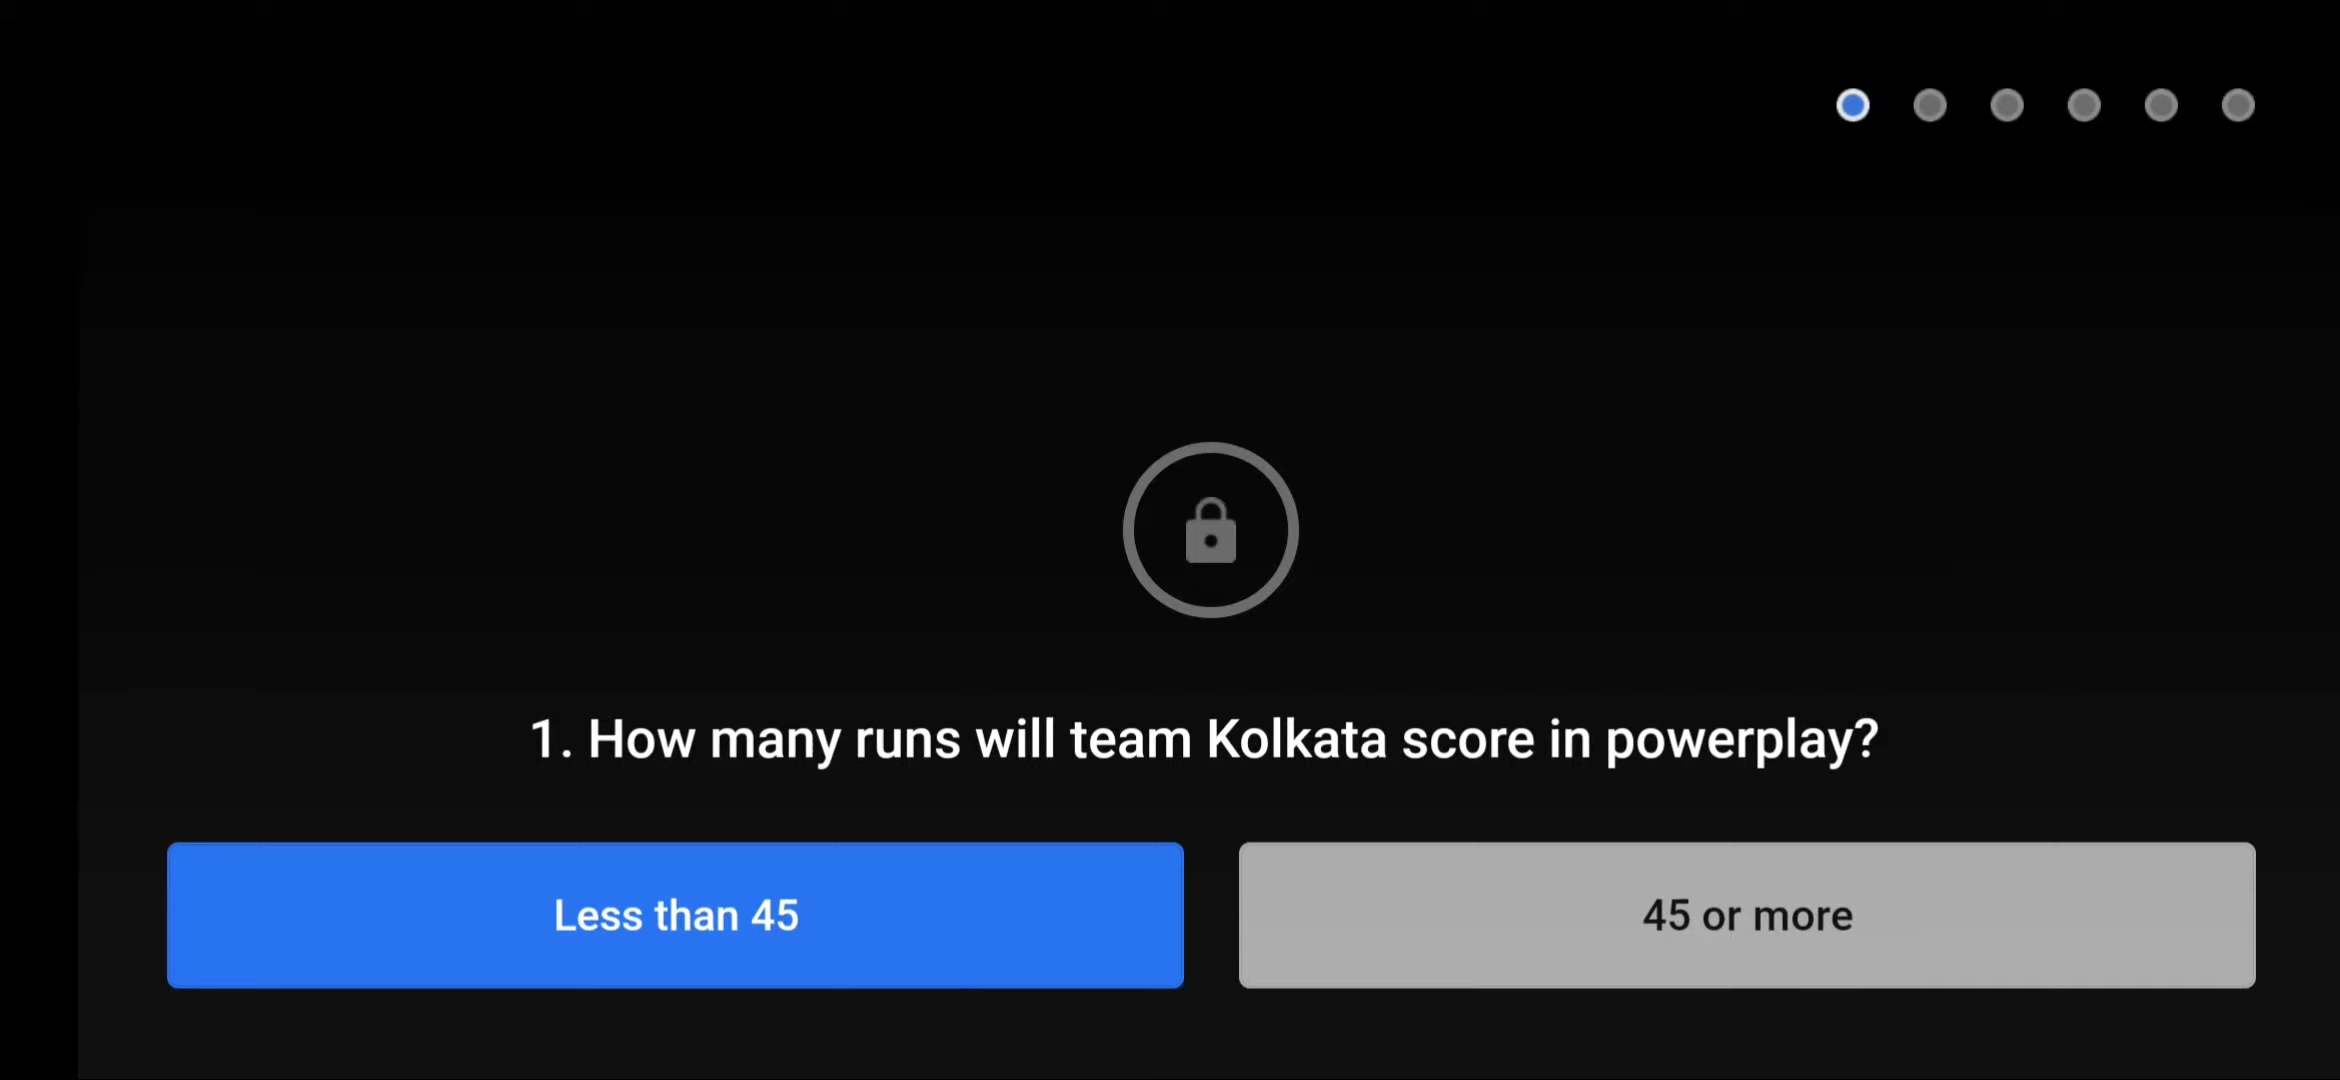 1. How many runs will team Kolkata score in powerplay?
Less than 45
45 or more